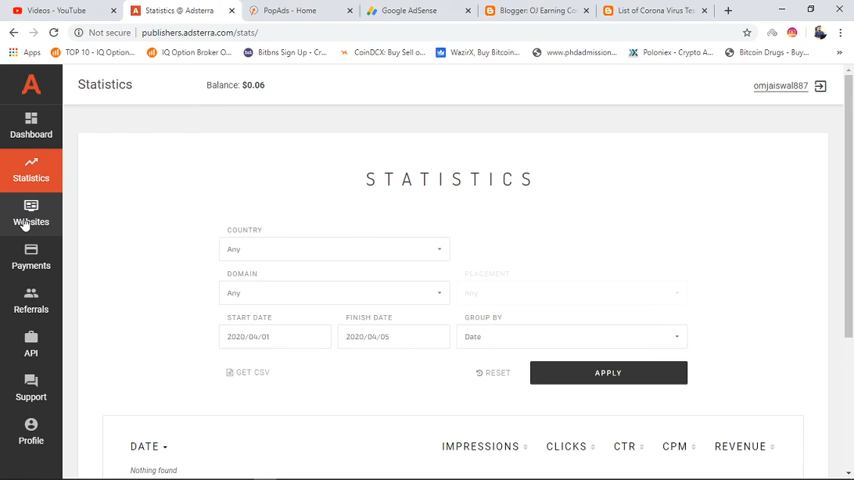 Videos - YouTube
Statistics @ Adsterra
PopAds - Home
Google AdSense
Blogger: OJ Earning Co
List of Corona Virus Te
Not secure
publishers.adsterra.com/stats/
Apps
TOP 10 - IQ Option...
IQ Option Broker O...
Bitbns Sign Up - Cr...
CoinDCX: Buy Sell o...
WazirX, Buy Bitcoin...
www.phdadmission...
Poloniex - Crypto A...
Bitcoin Drugs - Buy...
»
Statistics
Balance: $0.06
omjaiswal887
Dashboard
Statistics
Websites
Payments
Referrals
API
Support
Profile
STATISTICS
COUNTRY
Any
DOMAIN
PLACEMENT
Any
Any
START DATE
FINISH DATE
GROUP BY
2020/04/01
2020/04/05
Date
GET CSV
RESET
APPLY
DATE
IMPRESSIONS
CLICKS
CTR
CPM
REVENUE
Nothing found